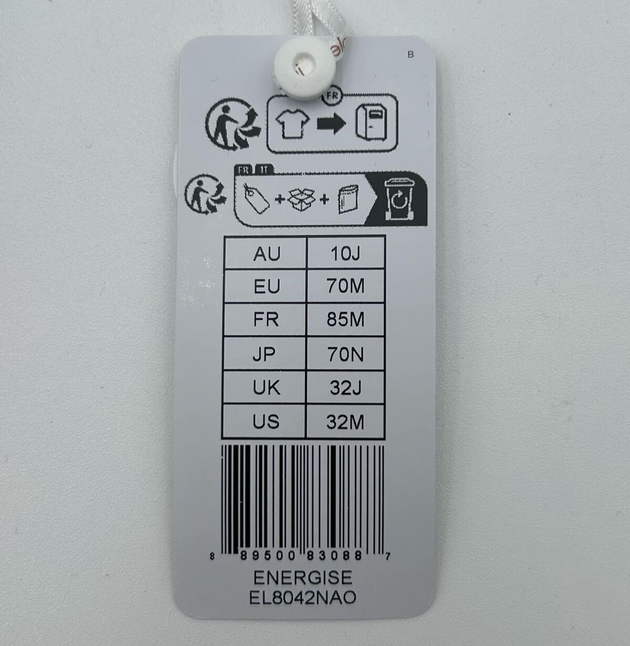 B
FR
FR IT
AU 10J
EU 70M
FR 85M
JP 70N
UK 32J
US 32M
8 89500 83088 7
ENERGISE
EL8042NAO